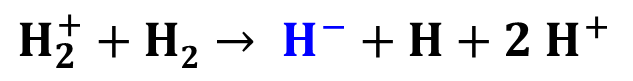 H₂⁺ + H₂ → H⁻ + H + 2 H⁺